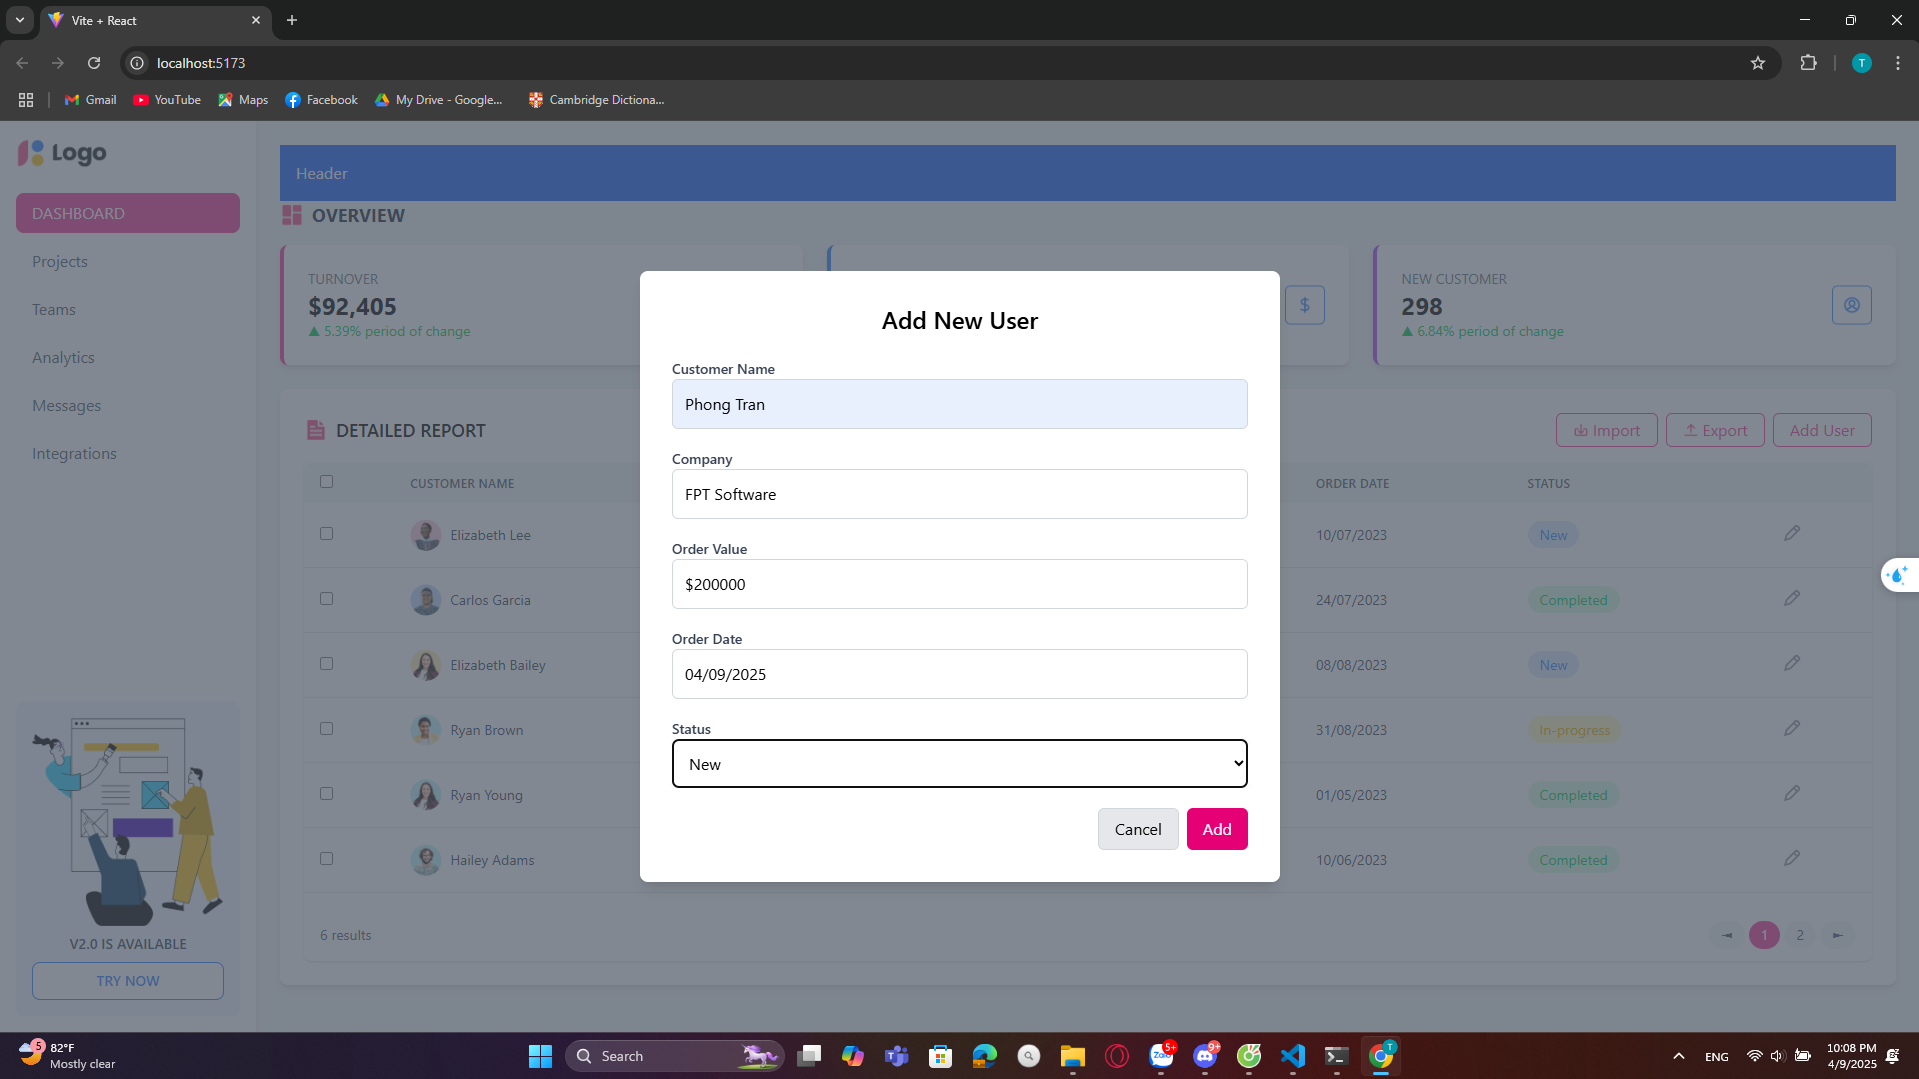 Vite + React
localhost:5173
T
Gmail
YouTube
Maps
Facebook
My Drive - Google...
Cambridge Dictiona...
Logo
DASHBOARD
Projects
Teams
Analytics
Messages
Integrations
V2.0 IS AVAILABLE
TRY NOW
Header
OVERVIEW
TURNOVER
$92,405
▲ 5.39% period of change
$
NEW CUSTOMER
298
▲ 6.84% period of change
DETAILED REPORT
Import
Export
Add User
CUSTOMER NAME
ORDER DATE
STATUS
Elizabeth Lee
10/07/2023
New
Carlos Garcia
24/07/2023
Completed
Elizabeth Bailey
08/08/2023
New
Ryan Brown
31/08/2023
In-progress
Ryan Young
01/05/2023
Completed
Hailey Adams
10/06/2023
Completed
6 results
1
2
Add New User
Customer Name
Phong Tran
Company
FPT Software
Order Value
$200000
Order Date
04/09/2025
Status
New
Cancel
Add
5
82°F
Mostly clear
Search
Zalo
5+
9+
T
ENG
10:08 PM
4/9/2025